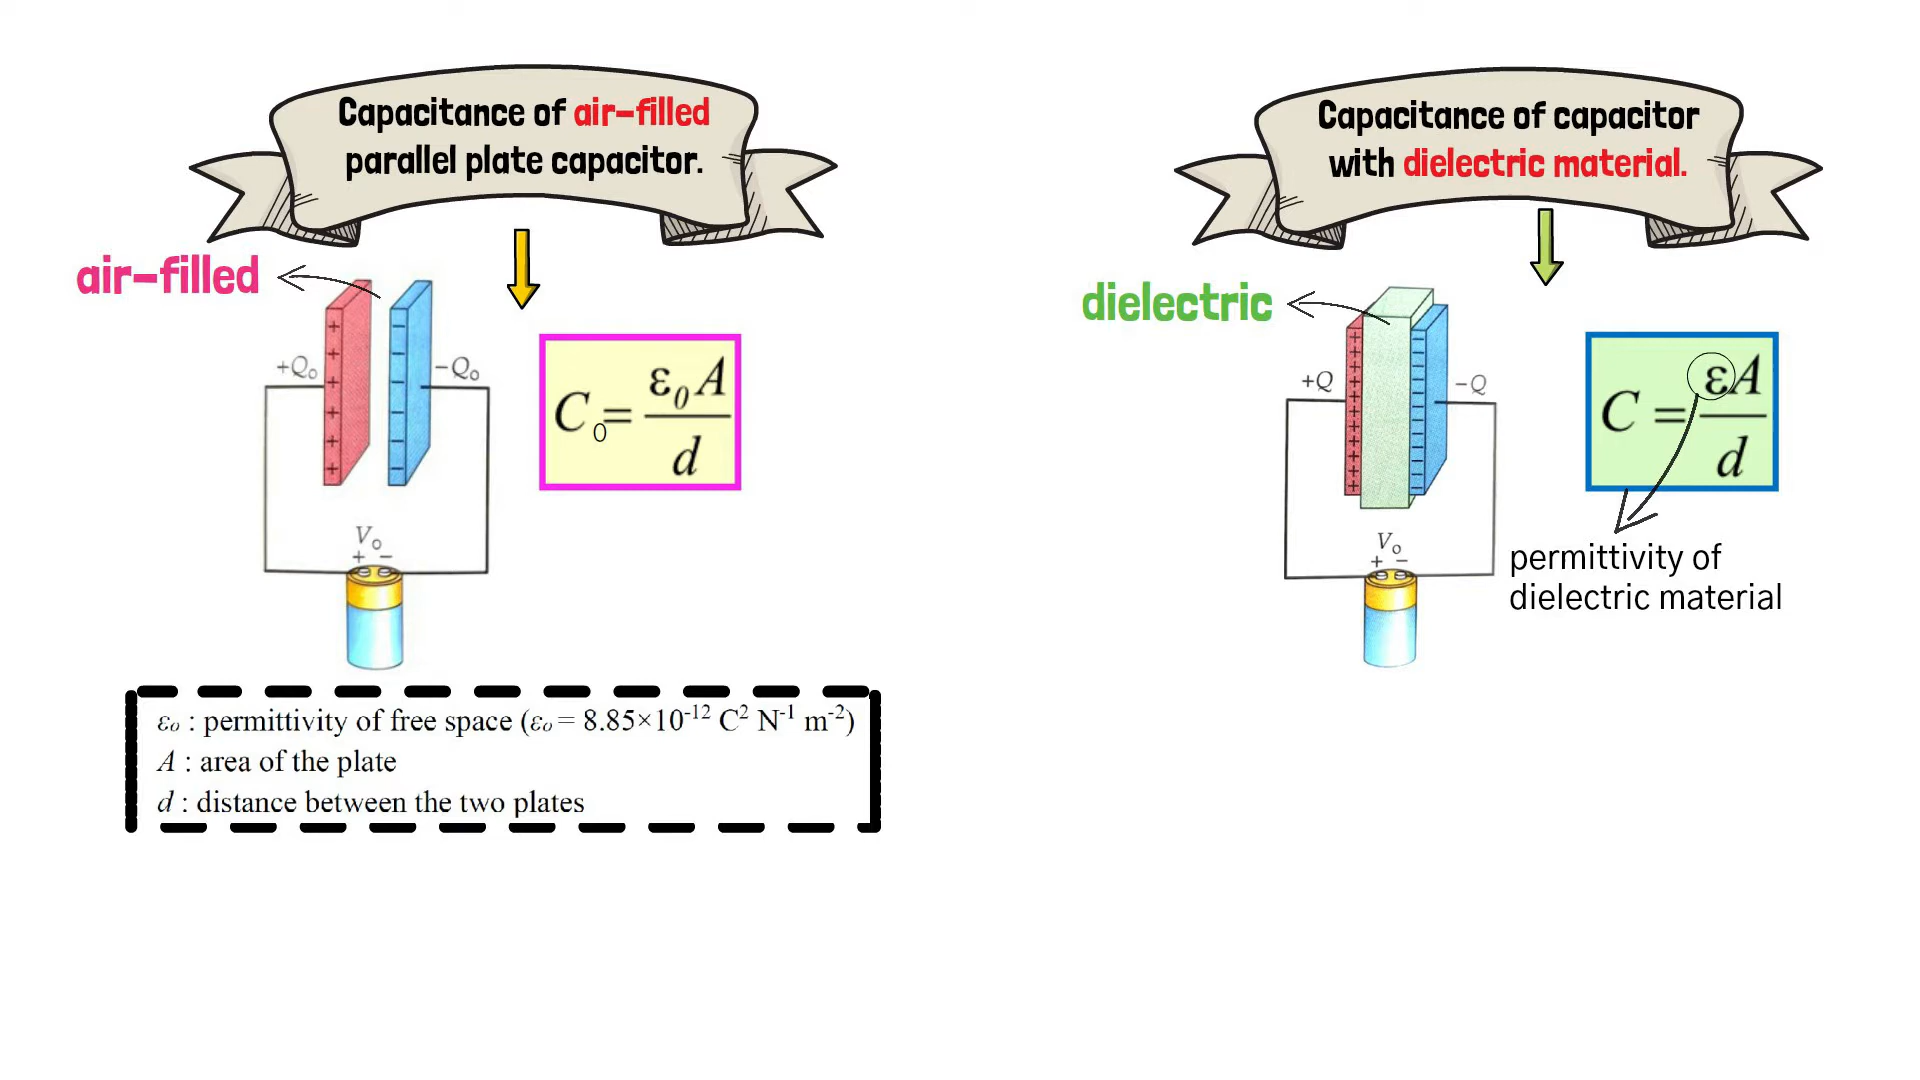 Capacitance of air-filled
parallel plate capacitor.
air-filled
+Q₀
−Q₀
C₀ = ε₀A / d
V₀
+ −
ε₀ : permittivity of free space (ε₀ = 8.85×10⁻¹² C² N⁻¹ m⁻²)
A : area of the plate
d : distance between the two plates
Capacitance of capacitor
with dielectric material.
dielectric
+Q
−Q
C = εA / d
V₀
+ −
permittivity of
dielectric material